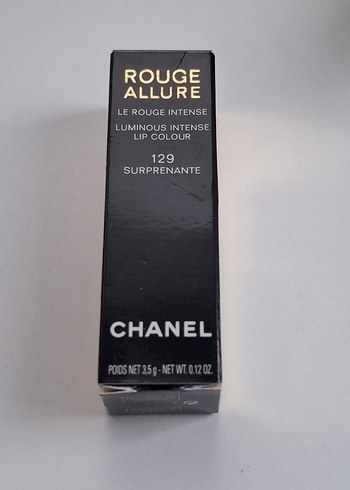 ROUGE
ALLURE
LE ROUGE INTENSE
LUMINOUS INTENSE
LIP COLOUR
129
SURPRENANTE
CHANEL
POIDS NET 3,5 g - NET WT. 0.12 OZ.